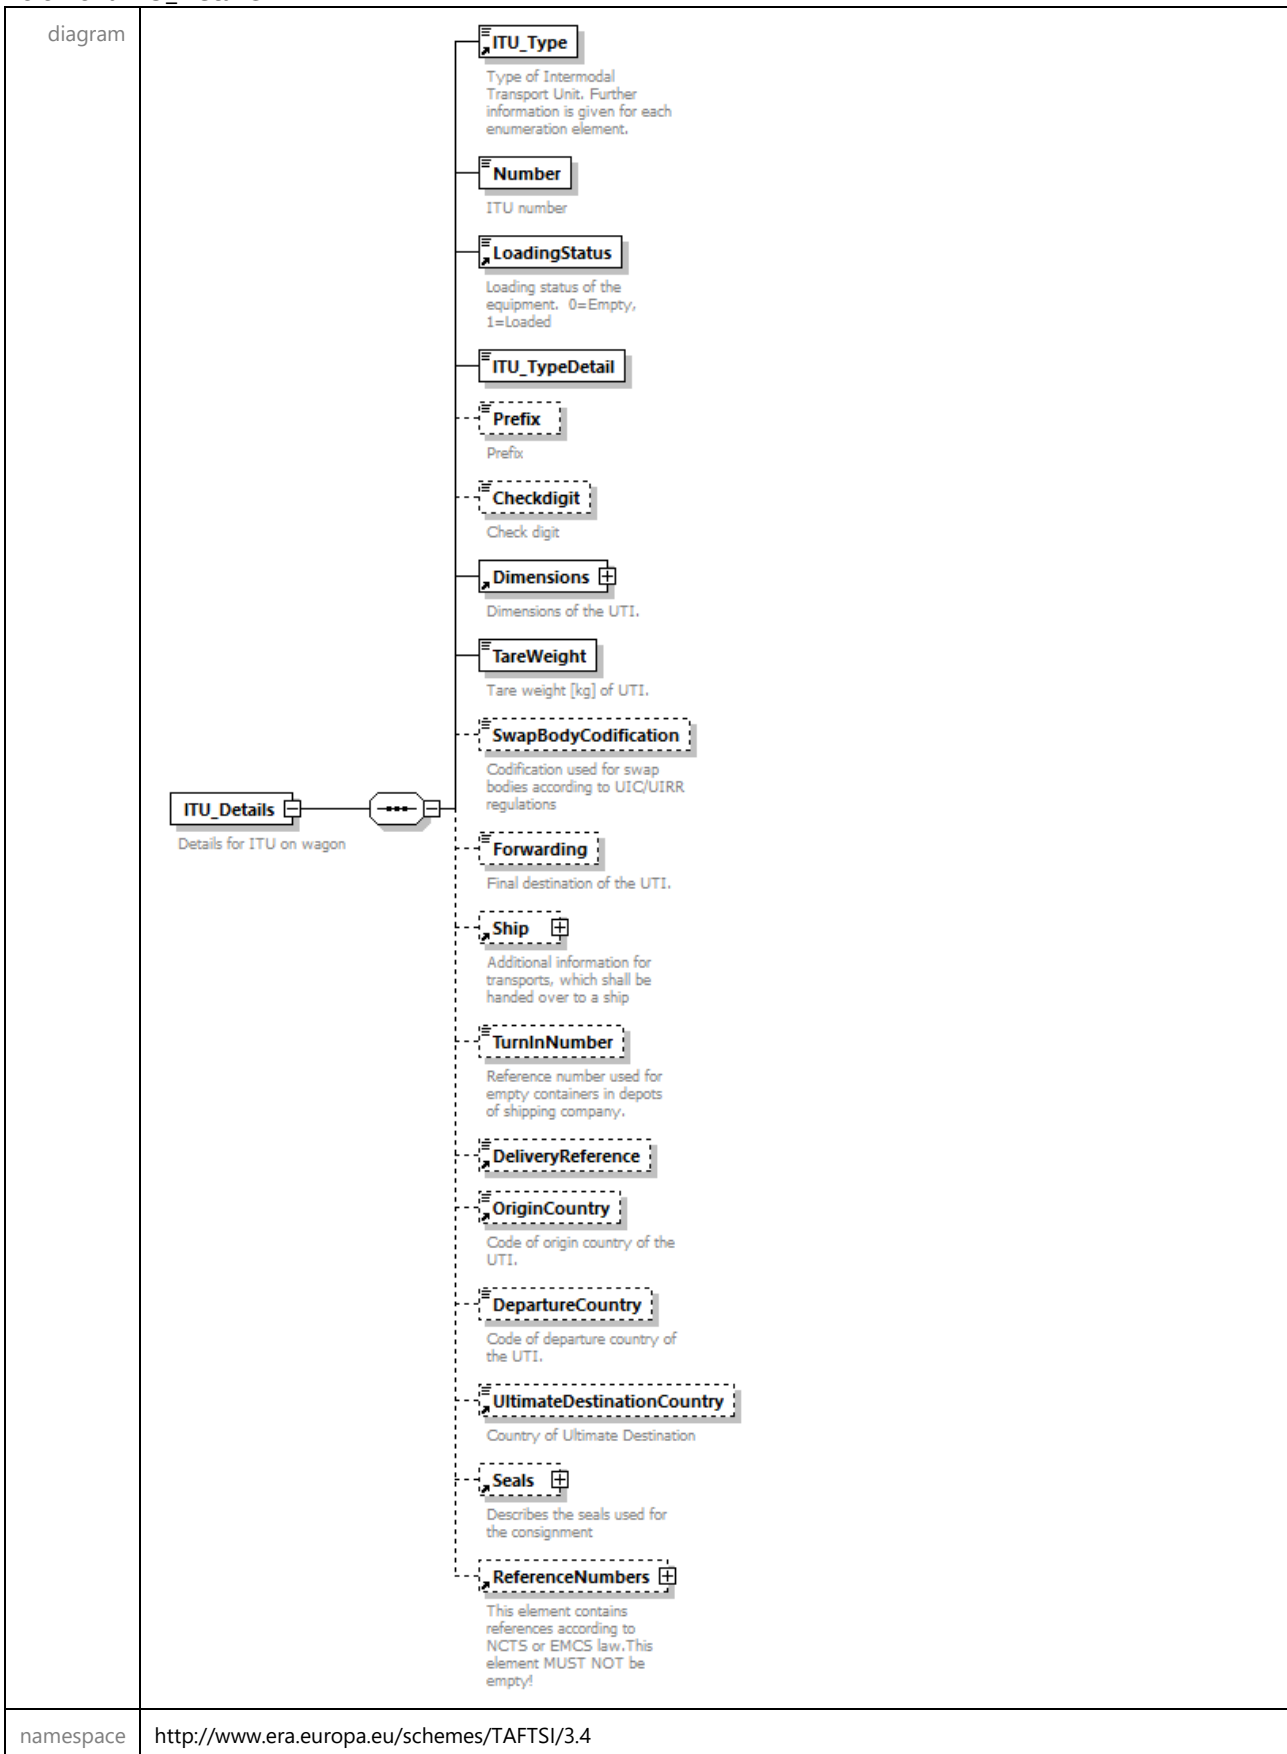 diagram
ITU_Type
Type of Intermodal
Transport Unit. Further
information is given for each
enumeration element.
Number
ITU number
LoadingStatus
Loading status of the
equipment.  0=Empty,
1=Loaded
ITU_TypeDetail
Prefix
Prefix
Checkdigit
Check digit
Dimensions
Dimensions of the UTI.
TareWeight
Tare weight [kg] of UTI.
SwapBodyCodification
Codification used for swap
bodies according to UIC/UIRR
regulations
ITU_Details
Details for ITU on wagon
Forwarding
Final destination of the UTI.
Ship
Additional information for
transports, which shall be
handed over to a ship
TurnInNumber
Reference number used for
empty containers in depots
of shipping company.
DeliveryReference
OriginCountry
Code of origin country of the
UTI.
DepartureCountry
Code of departure country of
the UTI.
UltimateDestinationCountry
Country of Ultimate Destination
Seals
Describes the seals used for
the consignment
ReferenceNumbers
This element contains
references according to
NCTS or EMCS law.This
element MUST NOT be
empty!
namespace
http://www.era.europa.eu/schemes/TAFTSI/3.4